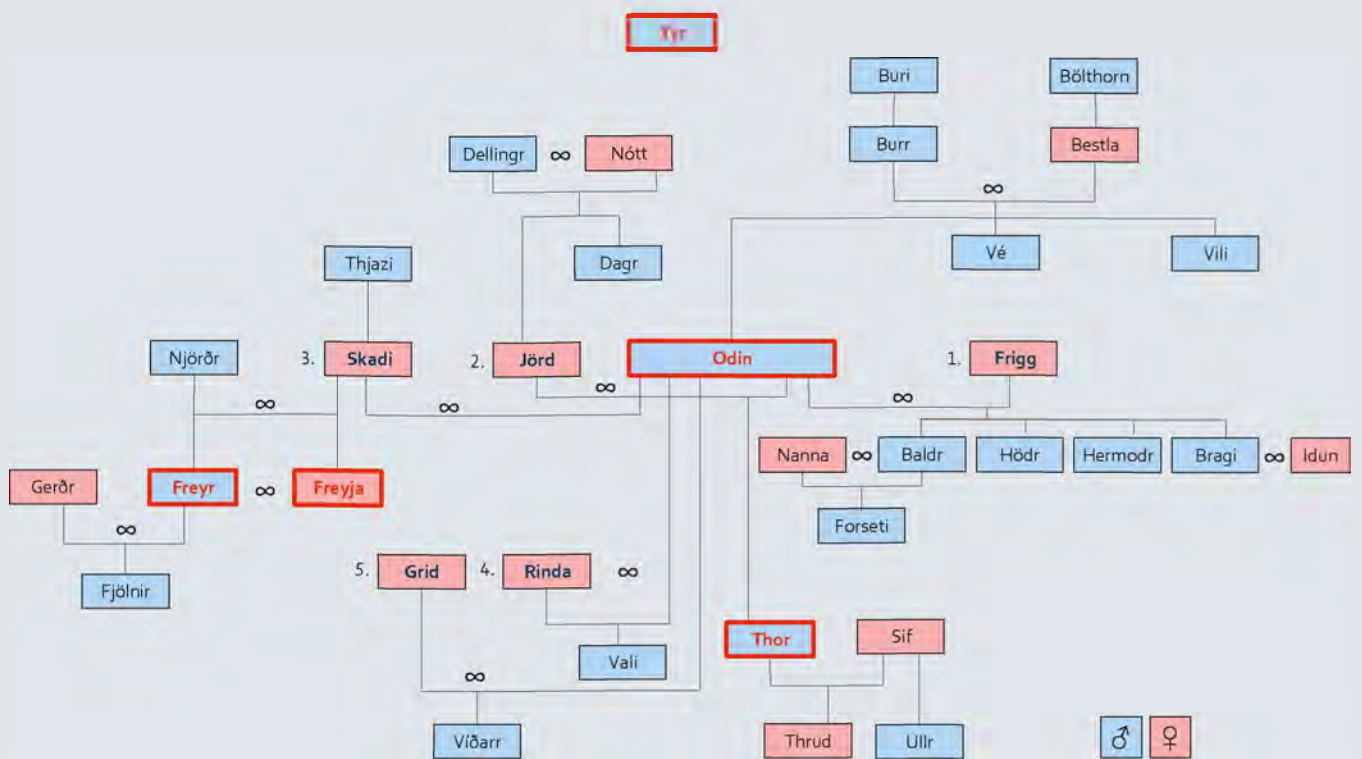 Tyr
Buri
Bölthorn
Dellingr
∞
Nótt
Burr
Bestla
∞
Thjazi
Dagr
Vé
Vili
Njörðr
3. Skadi
2. Jörd
Odin
1. Frigg
∞
∞
∞
∞
Nanna
∞
Baldr
Hödr
Hermodr
Bragi
∞
Idun
Gerðr
Freyr
∞
Freyja
∞
Forseti
5. Grid
4. Rinda
∞
Fjölnir
Thor
Sif
Vali
∞
Víðarr
Thrud
Ullr
♂
♀